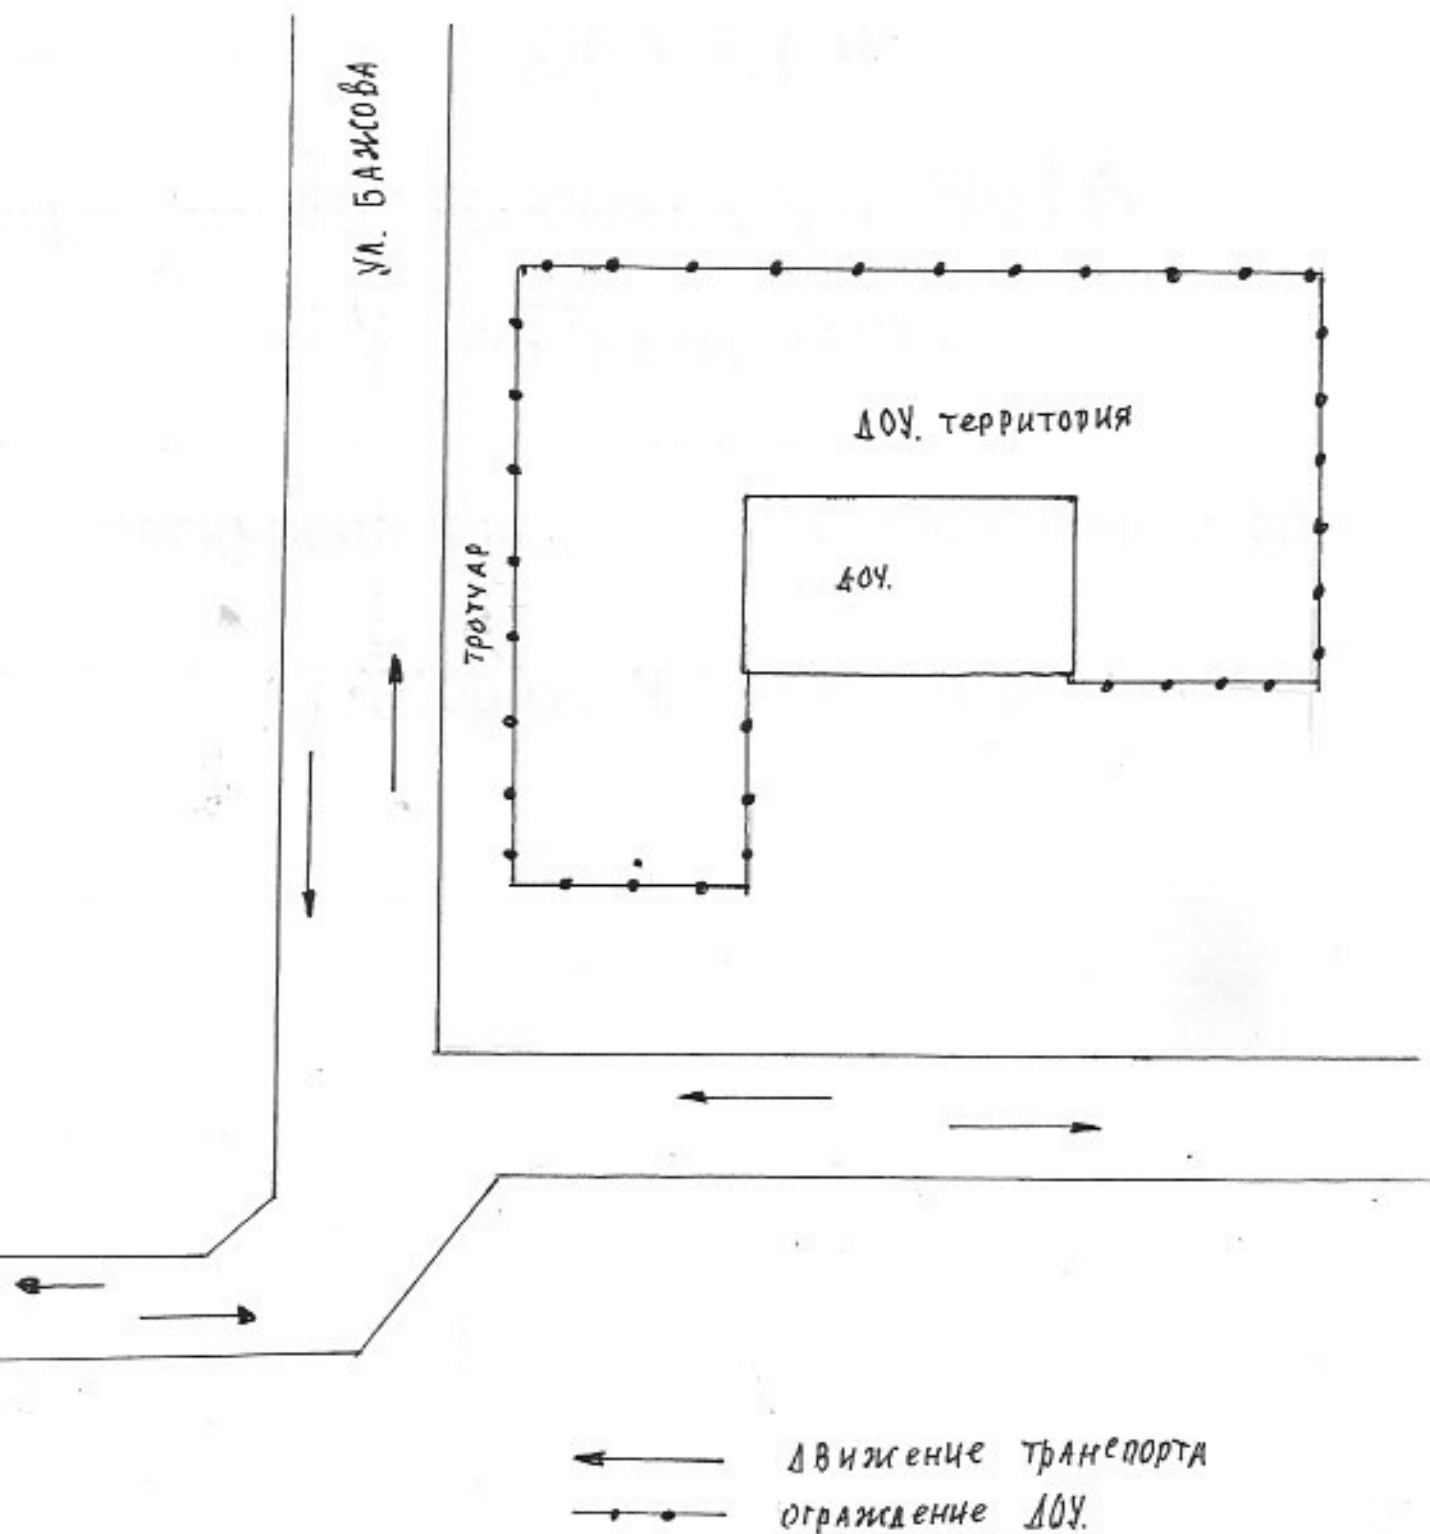 УЛ. БАЖОВА
ДОУ. территория
ДОУ.
тротуар
движение транспорта
ограждение ДОУ.